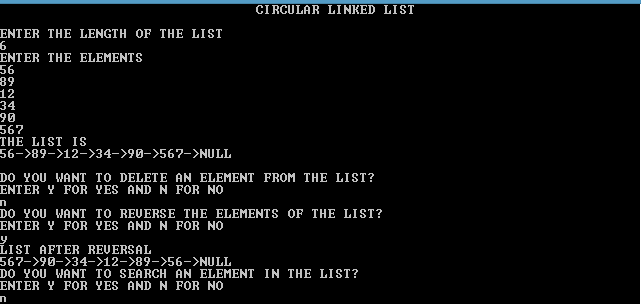 CIRCULAR LINKED LIST
ENTER THE LENGTH OF THE LIST
6
ENTER THE ELEMENTS
56
89
12
34
90
567
THE LIST IS
56->89->12->34->90->567->NULL
DO YOU WANT TO DELETE AN ELEMENT FROM THE LIST?
ENTER Y FOR YES AND N FOR NO
n
DO YOU WANT TO REVERSE THE ELEMENTS OF THE LIST?
ENTER Y FOR YES AND N FOR NO
y
LIST AFTER REVERSAL
567->90->34->12->89->56->NULL
DO YOU WANT TO SEARCH AN ELEMENT IN THE LIST?
ENTER Y FOR YES AND N FOR NO
n